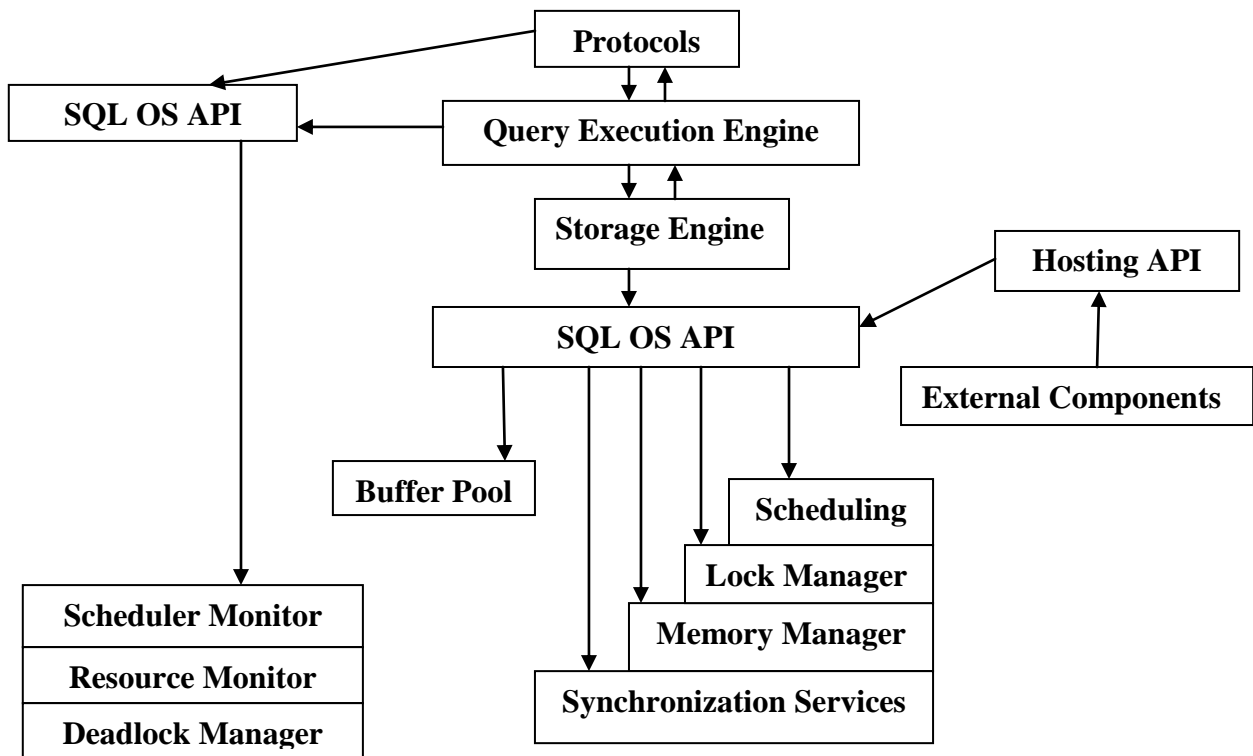 Protocols
SQL OS API
Query Execution Engine
Storage Engine
Hosting API
SQL OS API
External Components
Buffer Pool
Scheduling
Lock Manager
Scheduler Monitor
Memory Manager
Resource Monitor
Synchronization Services
Deadlock Manager